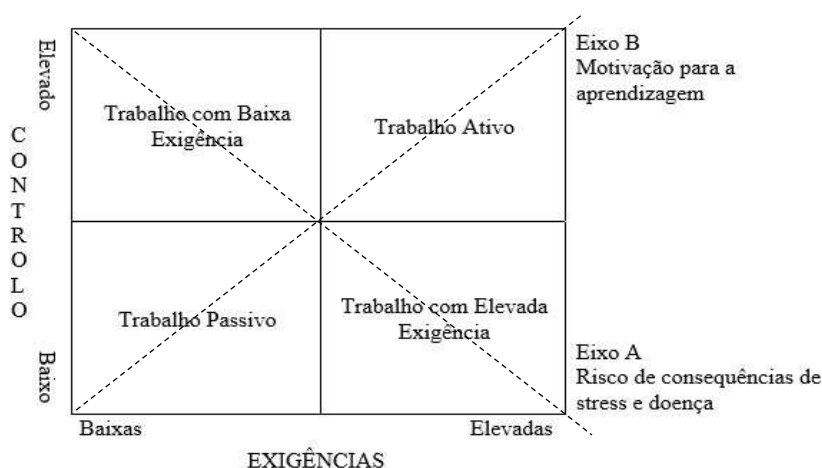 Elevado
CONTROLO
Baixo
Trabalho com Baixa
Exigência
Trabalho Ativo
Trabalho Passivo
Trabalho com Elevada
Exigência
Eixo B
Motivação para a
aprendizagem
Eixo A
Risco de consequências de
stress e doença
Baixas
Elevadas
EXIGÊNCIAS